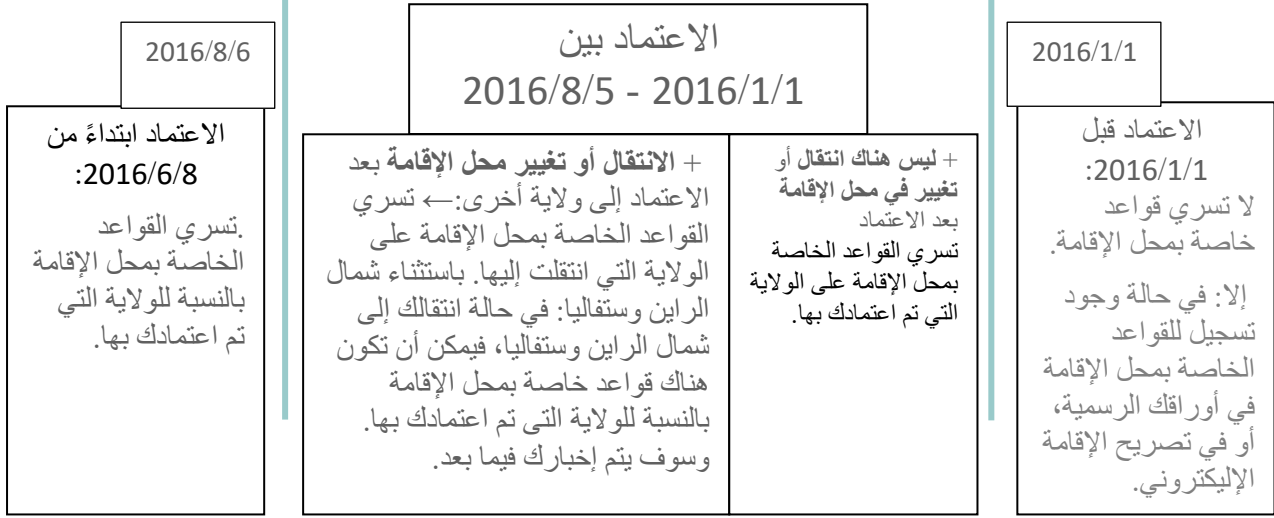 2016/1/1
الاعتماد قبل
2016/1/1:
لا تسري قواعد
خاصة بمحل الإقامة.
إلا: في حالة وجود
تسجيل للقواعد
الخاصة بمحل الإقامة
في أوراقك الرسمية،
أو في تصريح الإقامة
الإليكتروني.
الاعتماد بين
2016/1/1 - 2016/8/5
+ ليس هناك انتقال أو
تغيير في محل الإقامة
بعد الاعتماد
تسري القواعد الخاصة
بمحل الإقامة على الولاية
التي تم اعتمادك بها.
+ الانتقال أو تغيير محل الإقامة بعد
الاعتماد إلى ولاية أخرى:← تسري
القواعد الخاصة بمحل الإقامة على
الولاية التي انتقلت إليها. باستثناء شمال
الراين وستفاليا: في حالة انتقالك إلى
شمال الراين وستفاليا، فيمكن أن تكون
هناك قواعد خاصة بمحل الإقامة
بالنسبة للولاية التى تم اعتمادك بها.
وسوف يتم إخبارك فيما بعد.
2016/8/6
الاعتماد ابتداءً من
2016/6/8:
.تسري القواعد
الخاصة بمحل الإقامة
بالنسبة للولاية التي
تم اعتمادك بها.